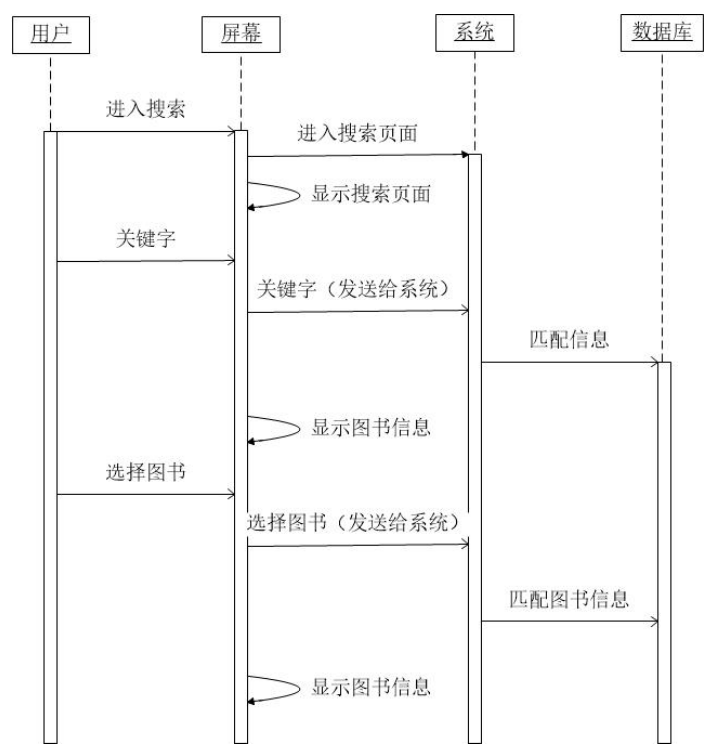 用户 屏幕 系统 数据库
进入搜索
进入搜索页面
显示搜索页面
关键字
关键字（发送给系统）
匹配信息
显示图书信息
选择图书
选择图书（发送给系统）
匹配图书信息
显示图书信息